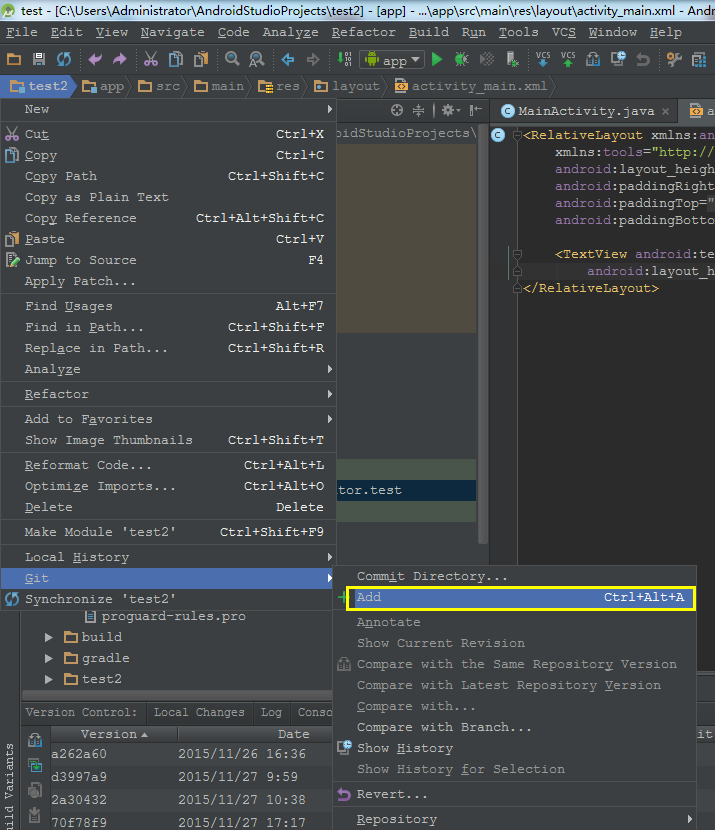 test - [C:\Users\Administrator\AndroidStudioProjects\test2] - [app] - ...\app\src\main\res\layout\activity_main.xml - And
File Edit View Navigate Code Analyze Refactor Build Run Tools VCS Window Help
app VCS VCS
test2 app src main res layout activity_main.xml
New
Cut Ctrl+X
Copy Ctrl+C
Copy Path Ctrl+Shift+C
Copy as Plain Text
Copy Reference Ctrl+Alt+Shift+C
Paste Ctrl+V
Jump to Source F4
Apply Patch...
Find Usages Alt+F7
Find in Path... Ctrl+Shift+F
Replace in Path... Ctrl+Shift+R
Analyze
Refactor
Add to Favorites
Show Image Thumbnails Ctrl+Shift+T
Reformat Code... Ctrl+Alt+L
Optimize Imports... Ctrl+Alt+O
Delete Delete
Make Module 'test2' Ctrl+Shift+F9
Local History
Git
Synchronize 'test2'
oidStudioProjects\
tor.test
MainActivity.java a
<RelativeLayout xmlns:an
xmlns:tools="http://
android:layout_heigh
android:paddingRight
android:paddingTop="
android:paddingBotto
<TextView android:te
android:layout_h
</RelativeLayout>
Commit Directory...
Add Ctrl+Alt+A
Annotate
Show Current Revision
Compare with the Same Repository Version
Compare with Latest Repository Version
Compare with...
Compare with Branch...
Show History
Show History for Selection
Revert...
Repository
proguard-rules.pro
build
gradle
test2
Version Control: Local Changes Log Conso
Version Date it
a262a60 2015/11/26 16:36
d3997a9 2015/11/27 9:59
2a30432 2015/11/27 10:38
70f78f9 2015/11/27 17:17
uild Variants